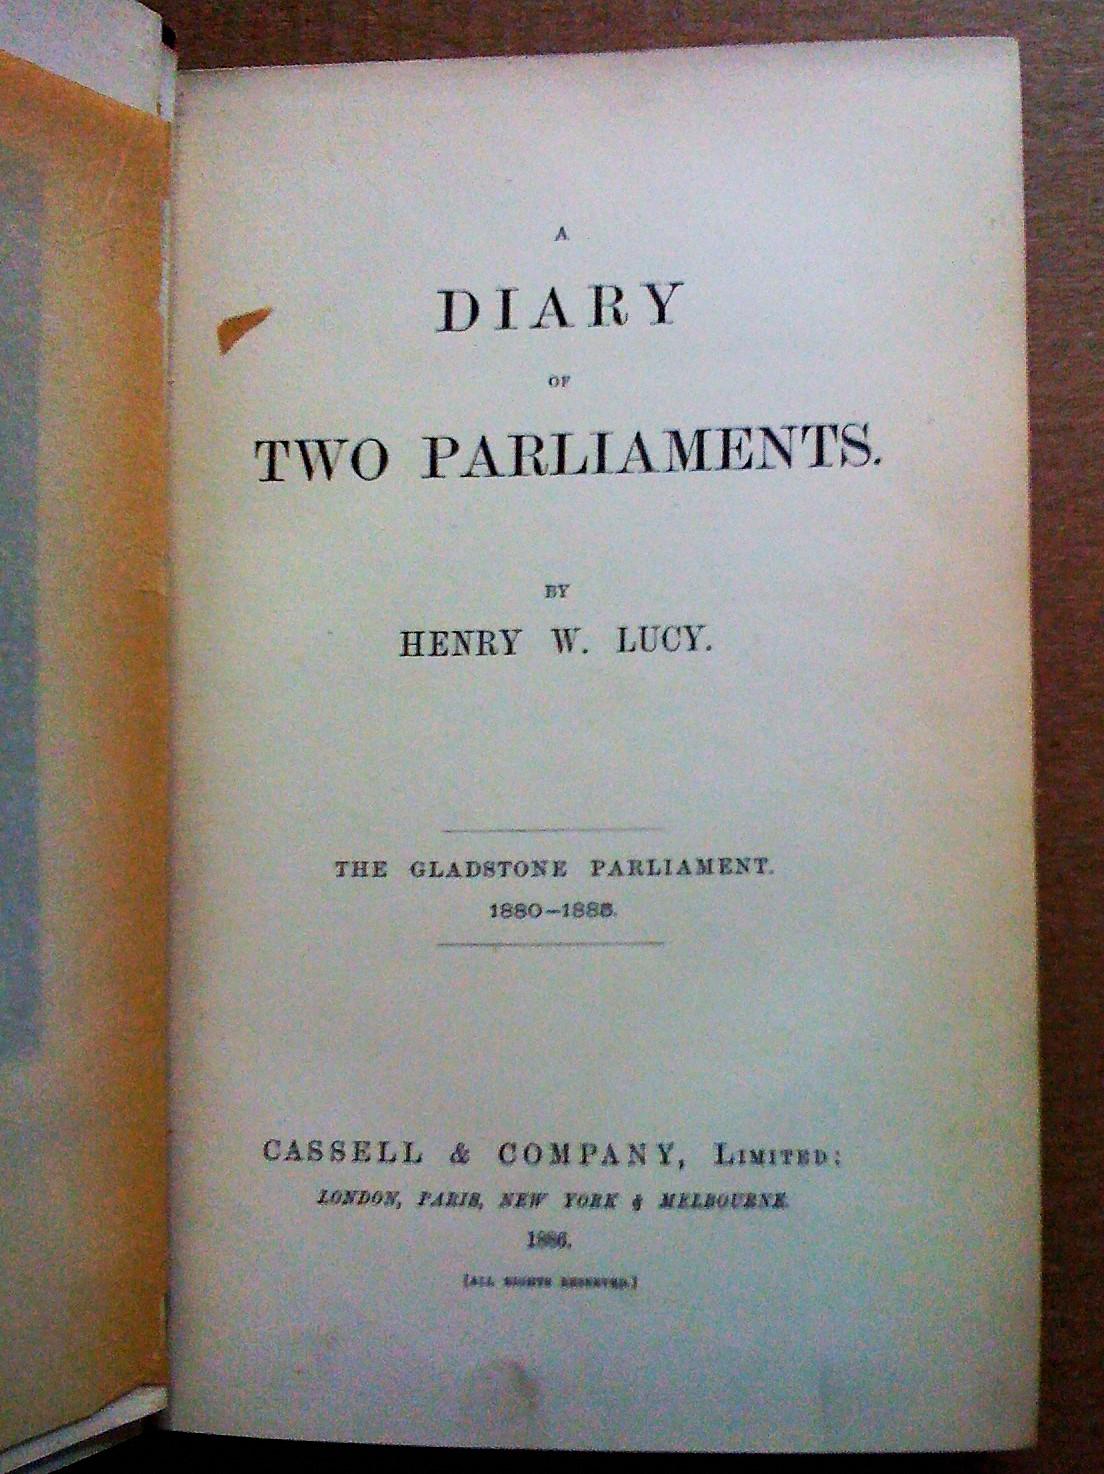 A
DIARY
OF
TWO PARLIAMENTS.
BY
HENRY W. LUCY.
THE GLADSTONE PARLIAMENT.
1880–1885.
CASSELL & COMPANY, LIMITED:
LONDON, PARIS, NEW YORK & MELBOURNE.
1886.
[ALL RIGHTS RESERVED.]